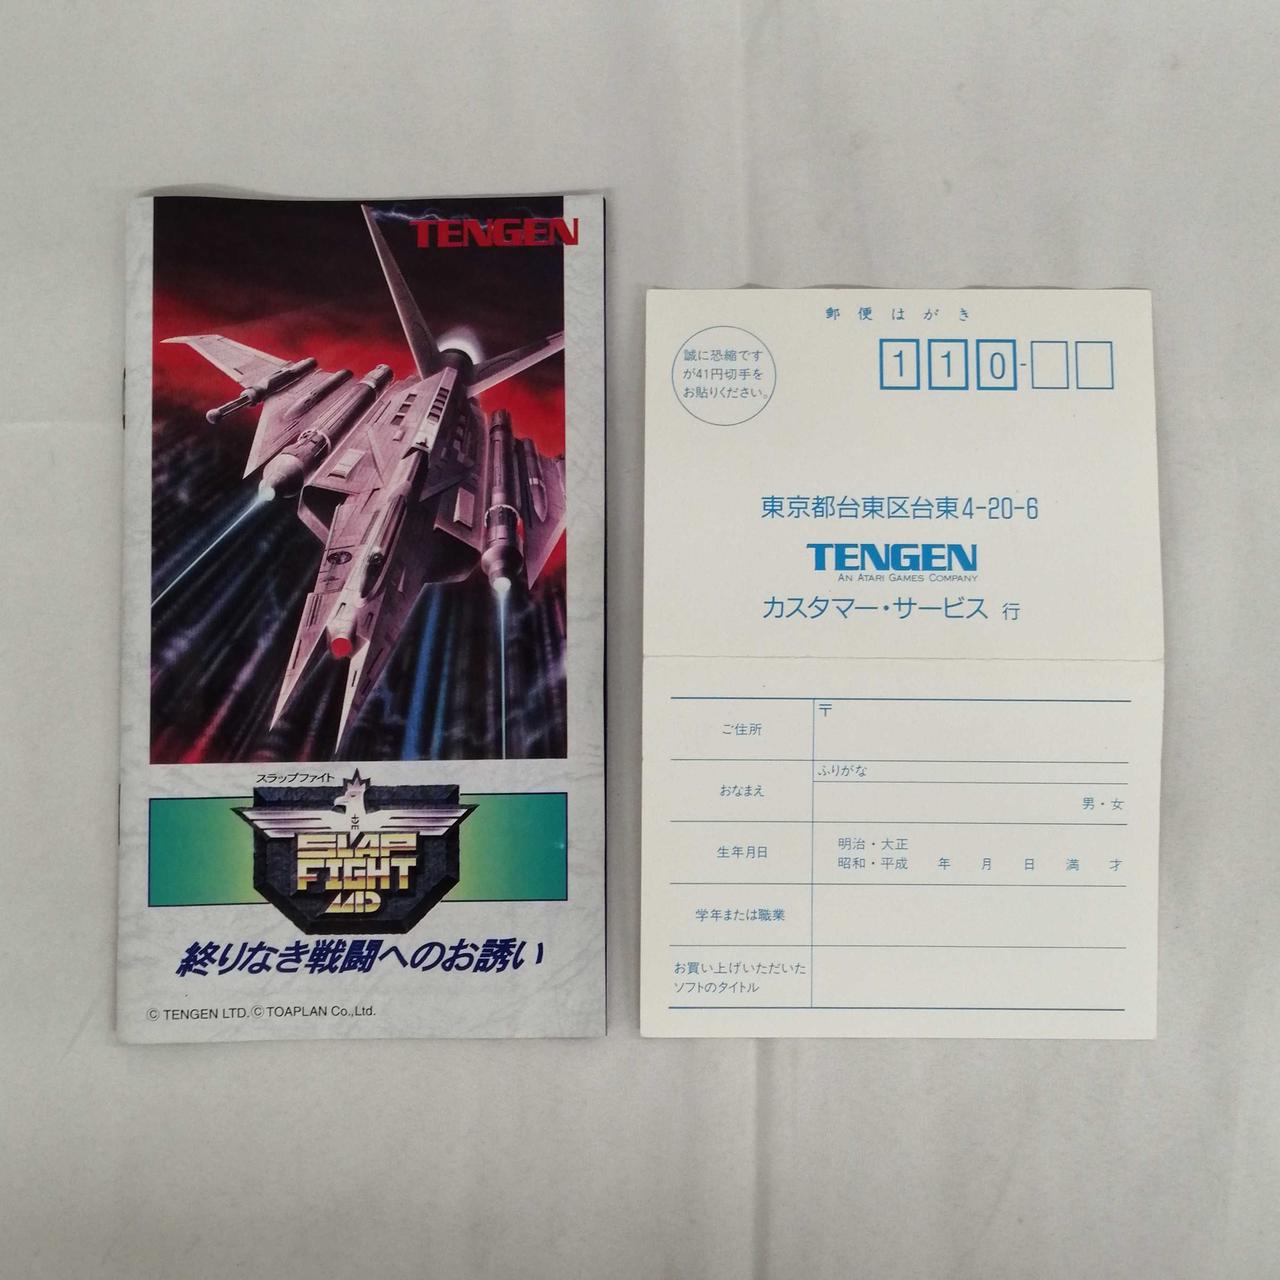 TENGEN
スラップファイト
SLAP
FIGHT
MD
終りなき戦闘へのお誘い
© TENGEN LTD.© TOAPLAN Co.,Ltd.
郵便はがき
誠に恐縮です
が41円切手を
お貼りください。
110-
東京都台東区台東4-20-6
TENGEN
AN ATARI GAMES COMPANY
カスタマー・サービス 行
ご住所
〒
おなまえ
ふりがな
男・女
生年月日
明治・大正
昭和・平成 年 月 日 満 才
学年または職業
お買い上げいただいた
ソフトのタイトル